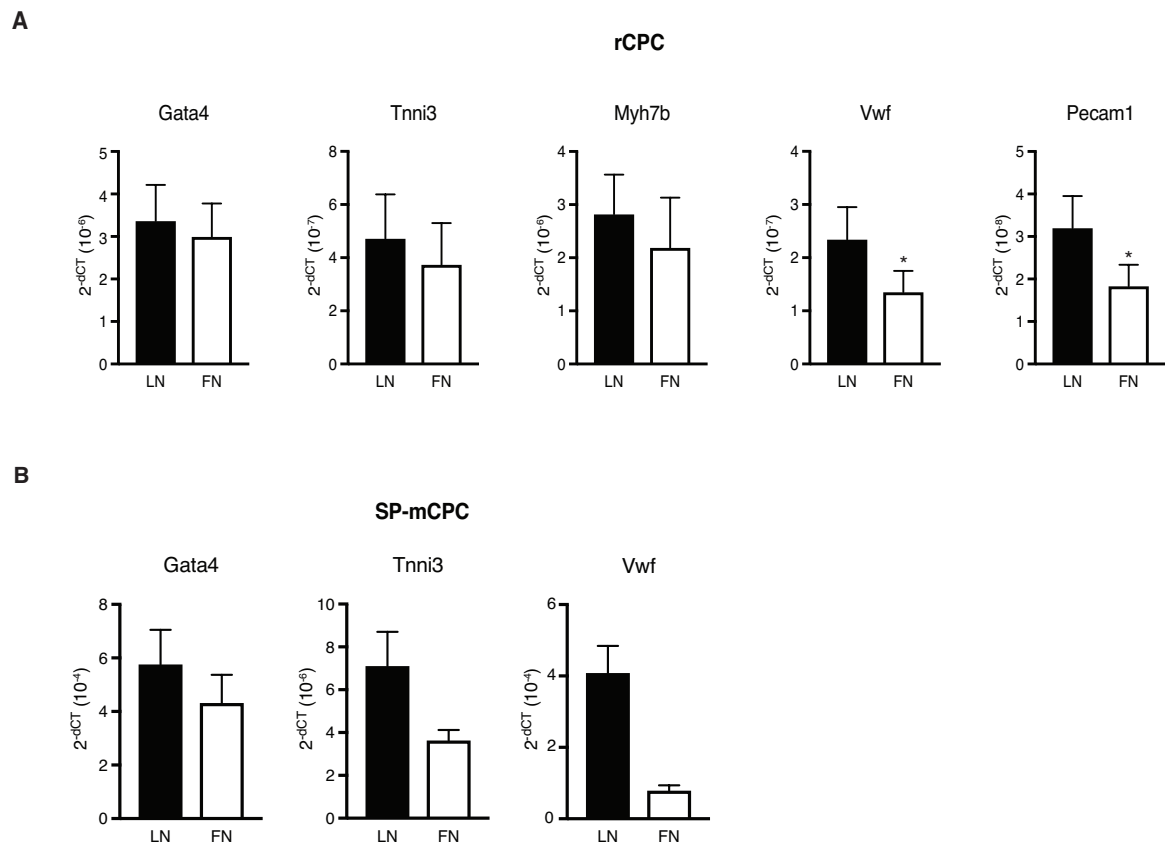 A
rCPC
Gata4
Tnni3
Myh7b
Vwf
Pecam1
5
4
3
2
1
0
2-dCT (10-6)
LN FN
8
6
4
2
0
2-dCT (10-7)
LN FN
4
3
2
1
0
2-dCT (10-6)
LN FN
4
3
2
1
0
2-dCT (10-7)
*
LN FN
5
4
3
2
1
0
2-dCT (10-8)
*
LN FN
B
SP-mCPC
Gata4
Tnni3
Vwf
8
6
4
2
0
2-dCT (10-4)
LN FN
10
8
6
4
2
0
2-dCT (10-6)
LN FN
6
4
2
0
2-dCT (10-4)
LN FN